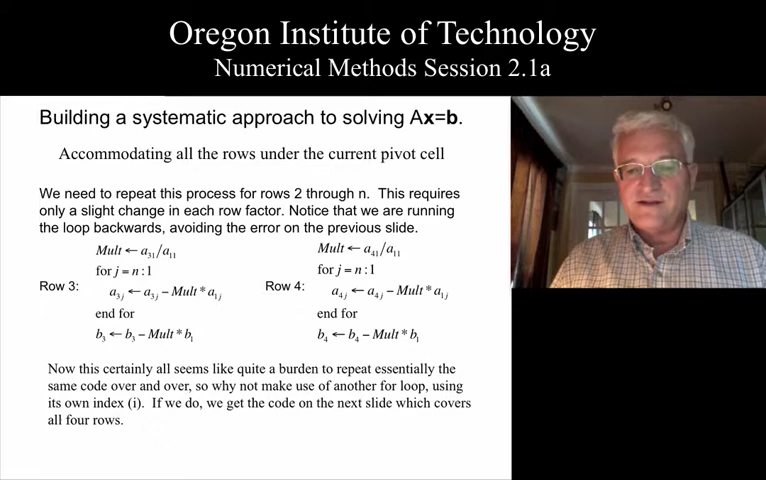 Oregon Institute of Technology
Numerical Methods Session 2.1a
Building a systematic approach to solving Ax=b.
Accommodating all the rows under the current pivot cell
We need to repeat this process for rows 2 through n.  This requires
only a slight change in each row factor. Notice that we are running
the loop backwards, avoiding the error on the previous slide.
Row 3:
Mult ← a₃₁/a₁₁
for j = n : 1
a₃ⱼ ← a₃ⱼ − Mult * a₁ⱼ
end for
b₃ ← b₃ − Mult * b₁
Row 4:
Mult ← a₄₁/a₁₁
for j = n : 1
a₄ⱼ ← a₄ⱼ − Mult * a₁ⱼ
end for
b₄ ← b₄ − Mult * b₁
Now this certainly all seems like quite a burden to repeat essentially the
same code over and over, so why not make use of another for loop, using
its own index (i).  If we do, we get the code on the next slide which covers
all four rows.